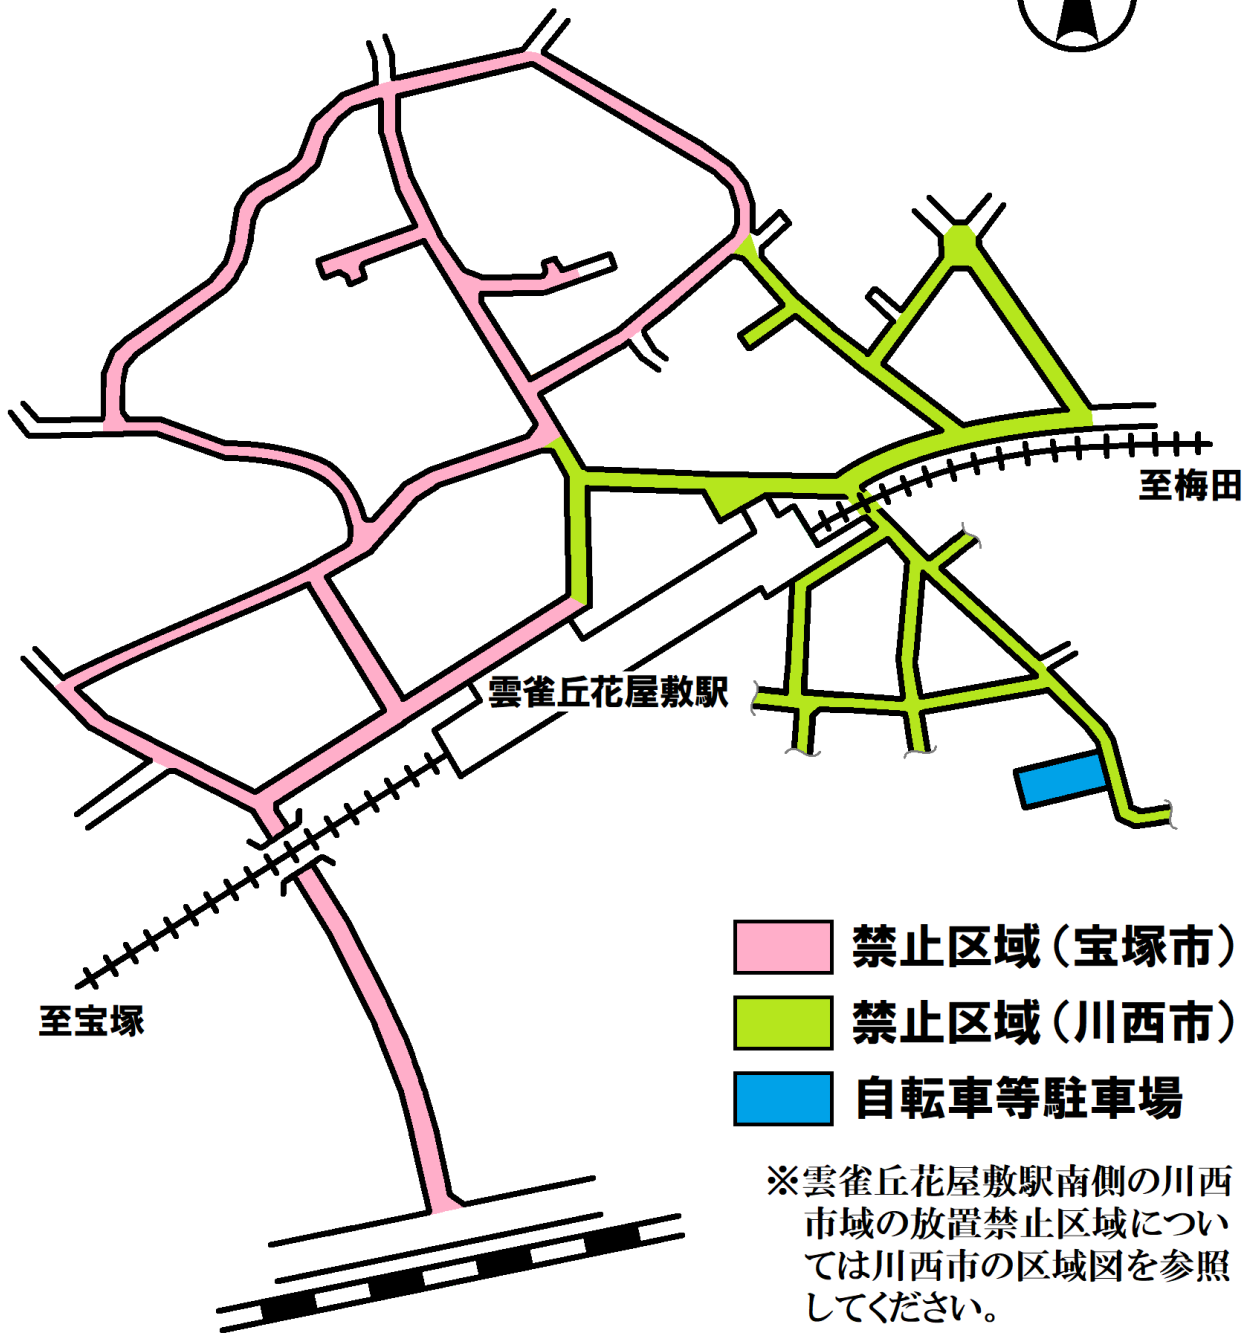 至梅田
雲雀丘花屋敷駅
至宝塚
禁止区域（宝塚市）
禁止区域（川西市）
自転車等駐車場
※雲雀丘花屋敷駅南側の川西
市域の放置禁止区域につい
ては川西市の区域図を参照
してください。